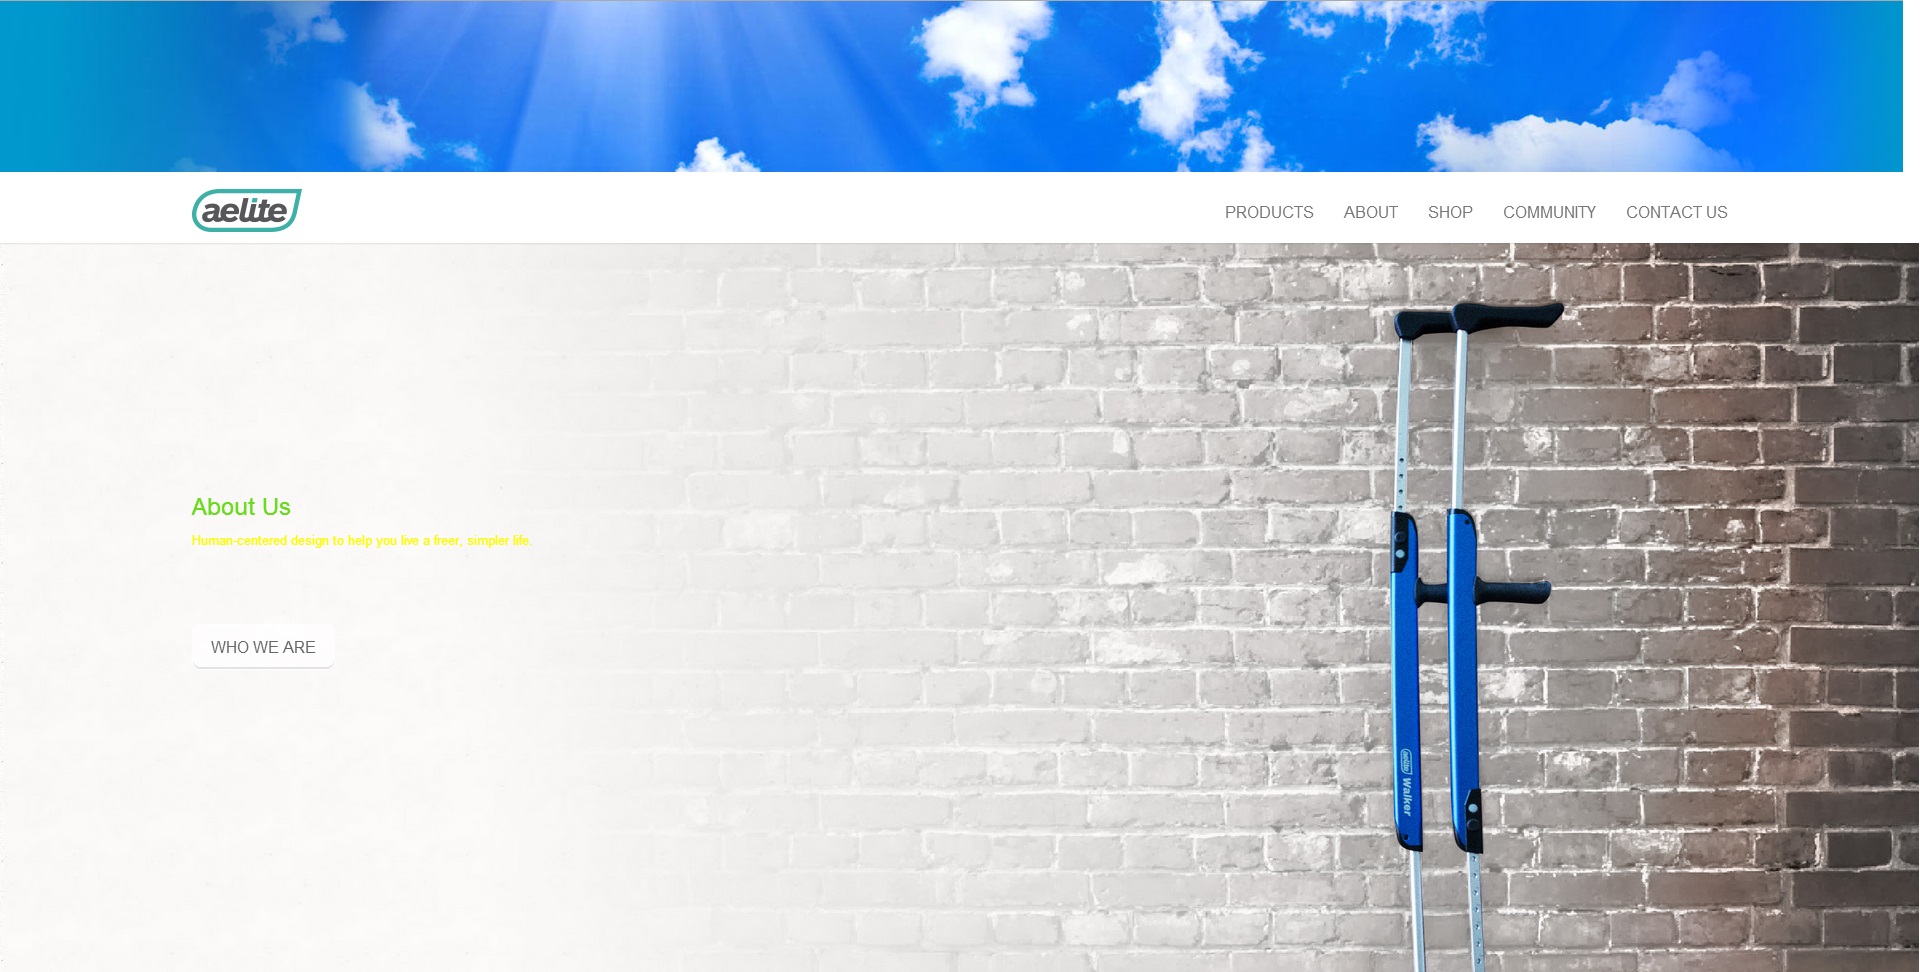 aelite
PRODUCTS ABOUT SHOP COMMUNITY CONTACT US
About Us
Human-centered design to help you live a freer, simpler life.
WHO WE ARE
aelite Walker